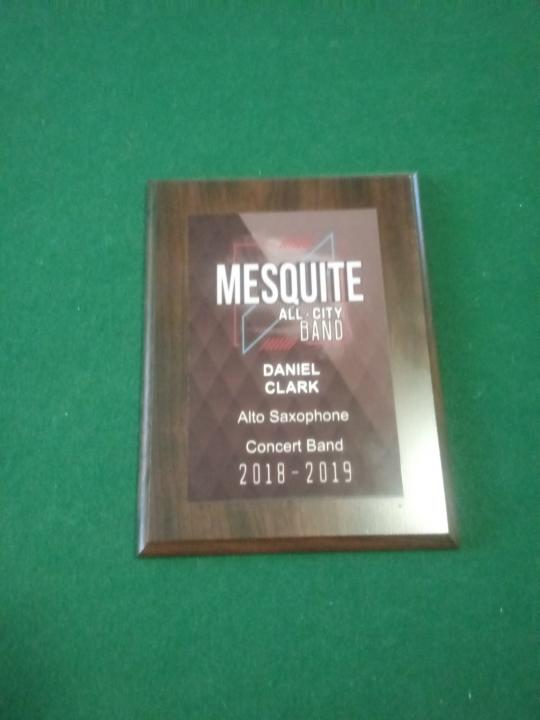 MESQUITE
ALL-CITY
BAND
DANIEL
CLARK
Alto Saxophone
Concert Band
2018-2019